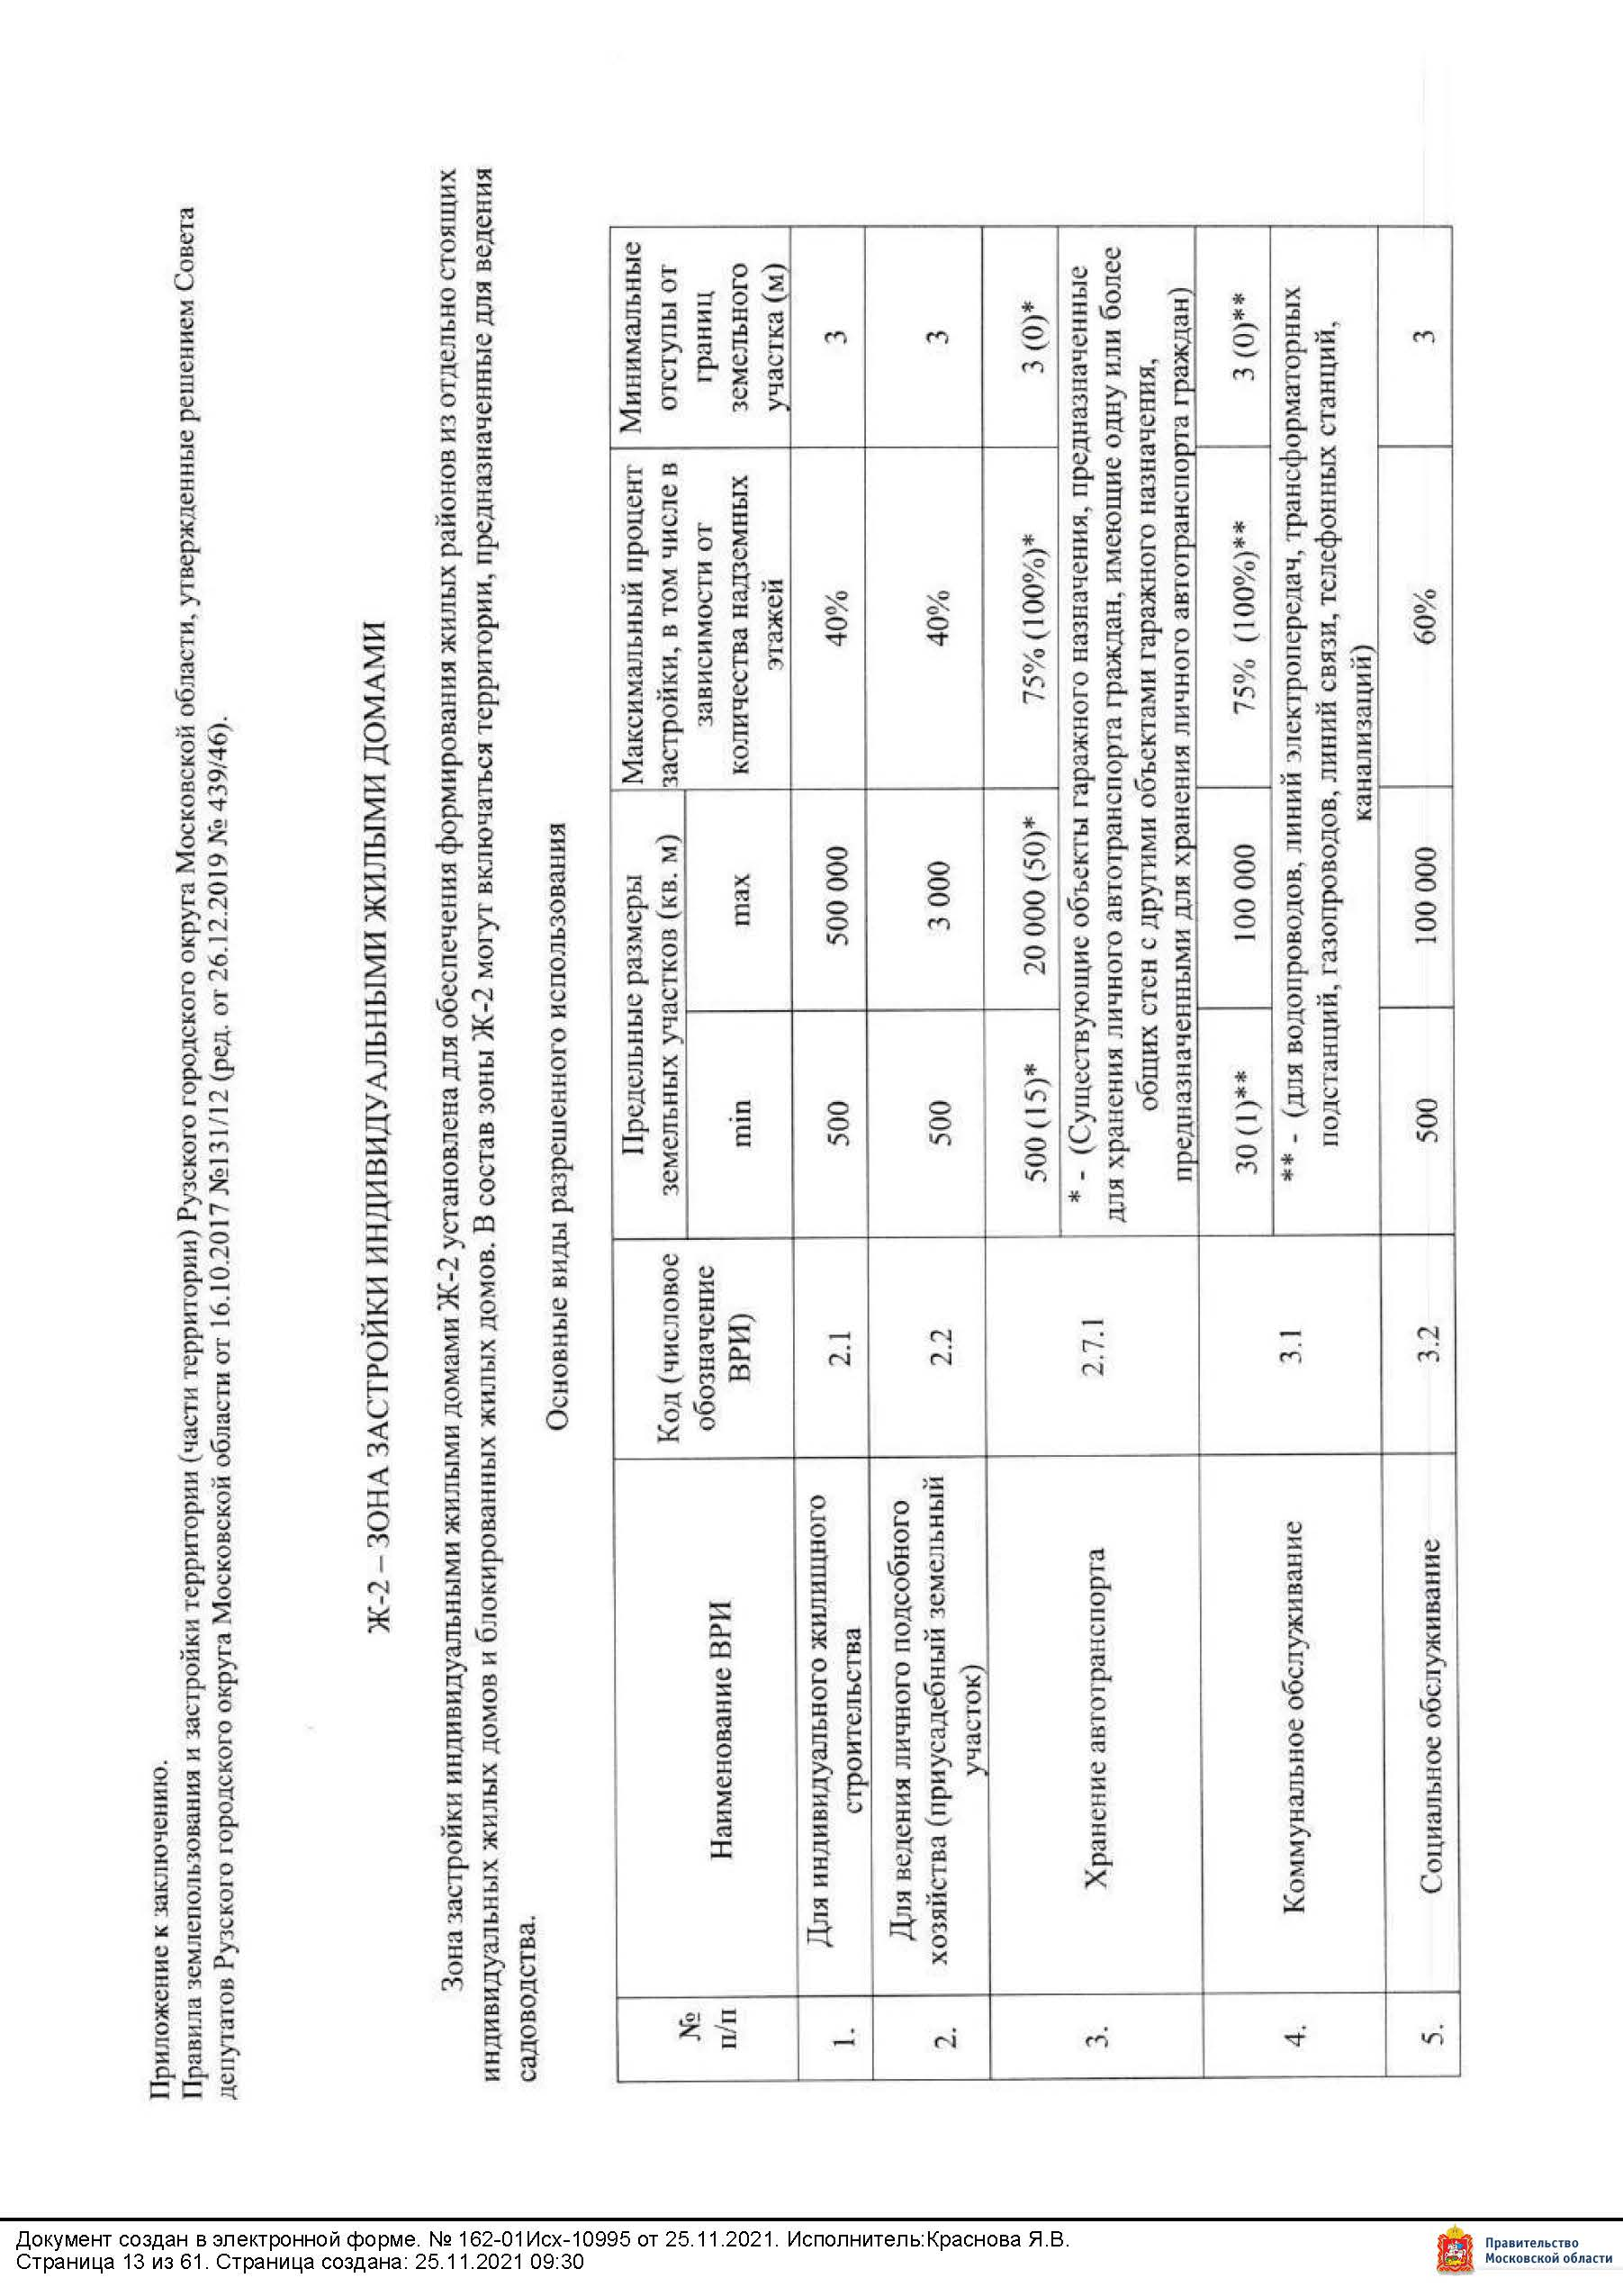 Приложение к заключению.
Правила землепользования и застройки территории (части территории) Рузского городского округа Московской области, утвержденные решением Совета
депутатов Рузского городского округа Московской области от 16.10.2017 №131/12 (ред. от 26.12.2019 № 439/46).
Ж-2 – ЗОНА ЗАСТРОЙКИ ИНДИВИДУАЛЬНЫМИ ЖИЛЫМИ ДОМАМИ
Зона застройки индивидуальными жилыми домами Ж-2 установлена для обеспечения формирования жилых районов из отдельно стоящих
индивидуальных жилых домов и блокированных жилых домов. В состав зоны Ж-2 могут включаться территории, предназначенные для ведения
садоводства.
Основные виды разрешенного использования
№
п/п
Наименование ВРИ
Код (числовое
обозначение
ВРИ)
Предельные размеры
земельных участков (кв. м)
min
max
Максимальный процент
застройки, в том числе в
зависимости от
количества надземных
этажей
Минимальные
отступы от
границ
земельного
участка (м)
1.
Для индивидуального жилищного
строительства
2.1
500
500 000
40%
3
2.
Для ведения личного подсобного
хозяйства (приусадебный земельный
участок)
2.2
500
3 000
40%
3
3.
Хранение автотранспорта
2.7.1
500 (15)*
20 000 (50)*
75% (100%)*
3 (0)*
* - (Существующие объекты гаражного назначения, предназначенные
для хранения личного автотранспорта граждан, имеющие одну или более
общих стен с другими объектами гаражного назначения,
предназначенными для хранения личного автотранспорта граждан)
4.
Коммунальное обслуживание
3.1
30 (1)**
100 000
75% (100%)**
3 (0)**
** - (для водопроводов, линий электропередач, трансформаторных
подстанций, газопроводов, линий связи, телефонных станций,
канализаций)
5.
Социальное обслуживание
3.2
500
100 000
60%
3
Документ создан в электронной форме. № 162-01Исх-10995 от 25.11.2021. Исполнитель:Краснова Я.В.
Страница 13 из 61. Страница создана: 25.11.2021 09:30
Правительство
Московской области